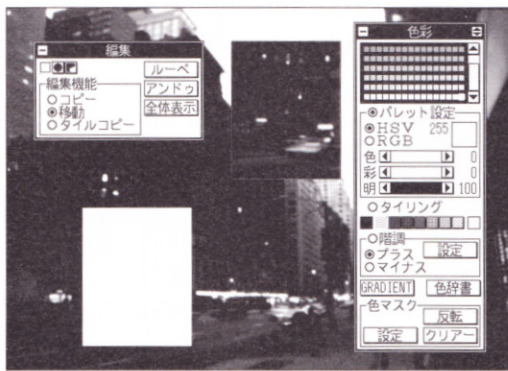 編集
ルーペ
アンドゥ
全体表示
編集機能
コピー
移動
タイルコピー
色彩
パレット設定
HSV 255
RGB
色 0
彩 0
明 100
タイリング
階調
プラス
マイナス
設定
GRADIENT
色辞書
色マスク
反転
設定
クリアー